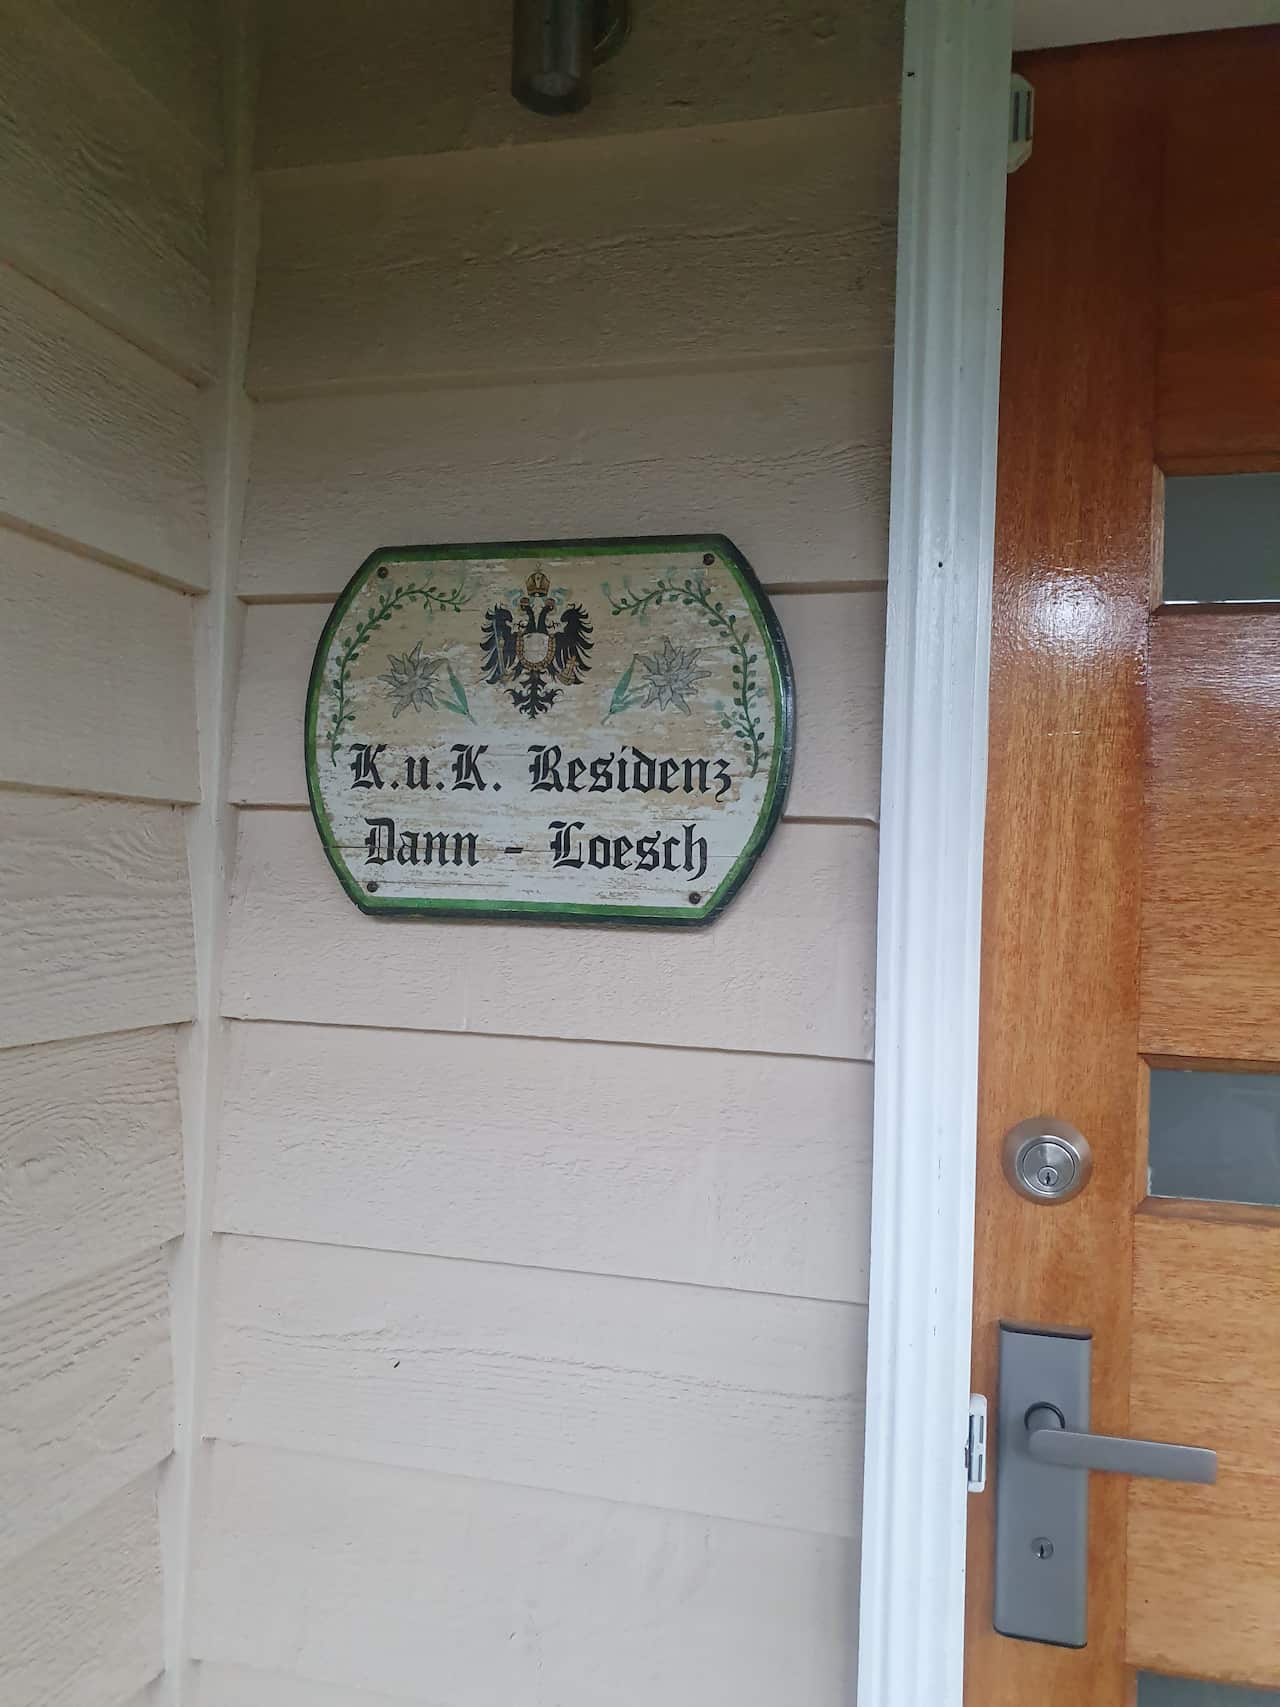 K.u.K. Residenz
Dann - Loesch